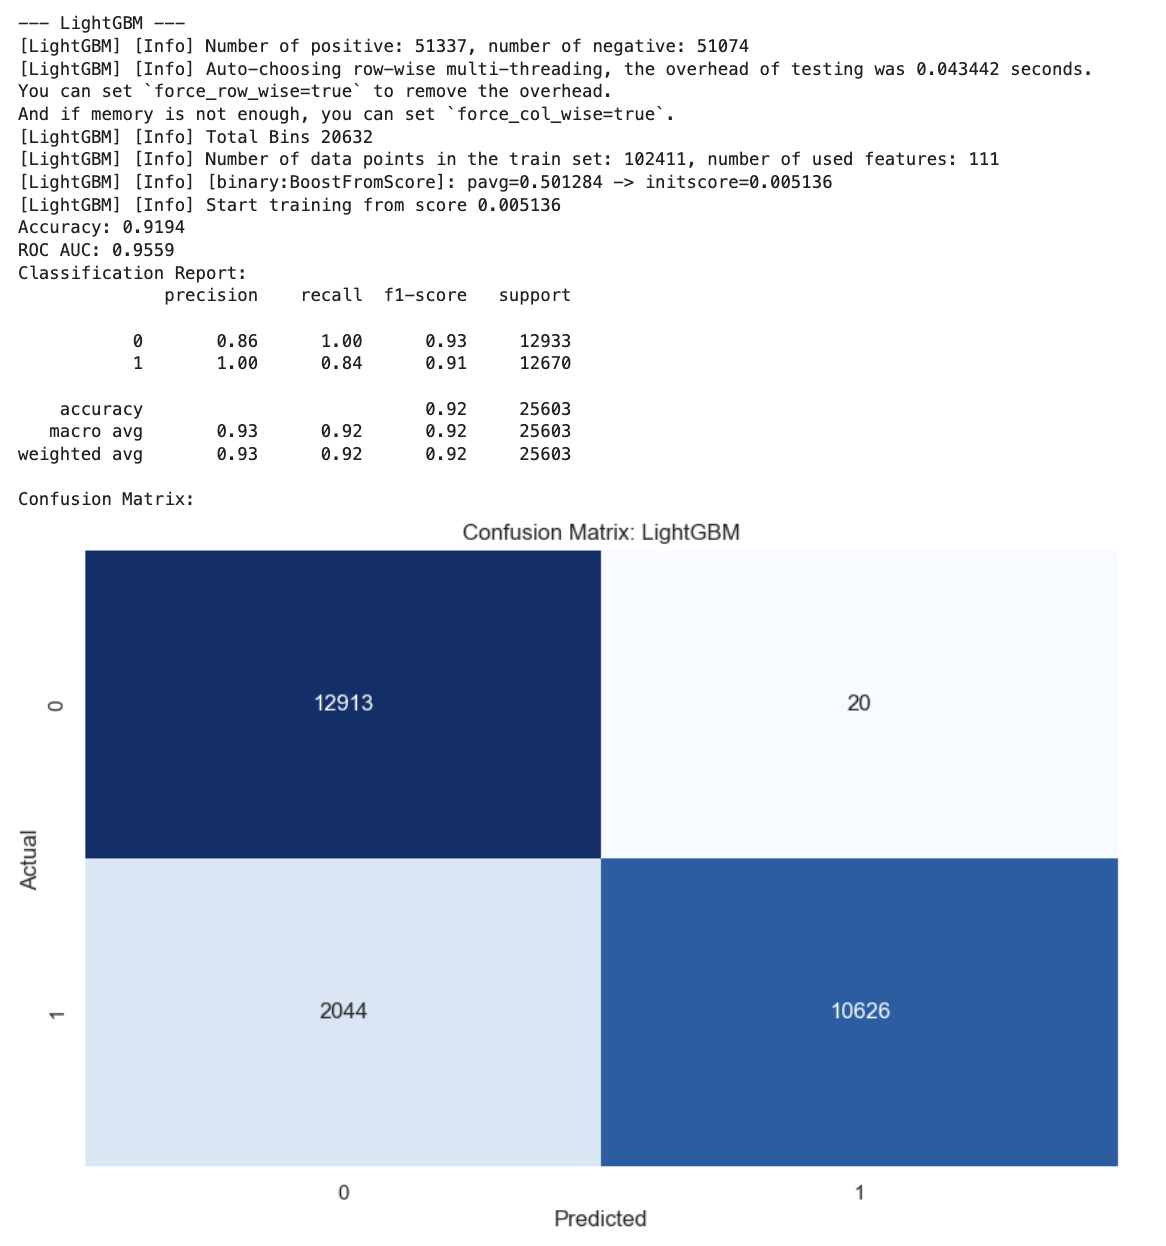 --- LightGBM ---
[LightGBM] [Info] Number of positive: 51337, number of negative: 51074
[LightGBM] [Info] Auto-choosing row-wise multi-threading, the overhead of testing was 0.043442 seconds.
You can set `force_row_wise=true` to remove the overhead.
And if memory is not enough, you can set `force_col_wise=true`.
[LightGBM] [Info] Total Bins 20632
[LightGBM] [Info] Number of data points in the train set: 102411, number of used features: 111
[LightGBM] [Info] [binary:BoostFromScore]: pavg=0.501284 -> initscore=0.005136
[LightGBM] [Info] Start training from score 0.005136
Accuracy: 0.9194
ROC AUC: 0.9559
Classification Report:
precision recall f1-score support
0 0.86 1.00 0.93 12933
1 1.00 0.84 0.91 12670
accuracy 0.92 25603
macro avg 0.93 0.92 0.92 25603
weighted avg 0.93 0.92 0.92 25603
Confusion Matrix:
Confusion Matrix: LightGBM
0 12913 20
Actual
1 2044 10626
0 1
Predicted